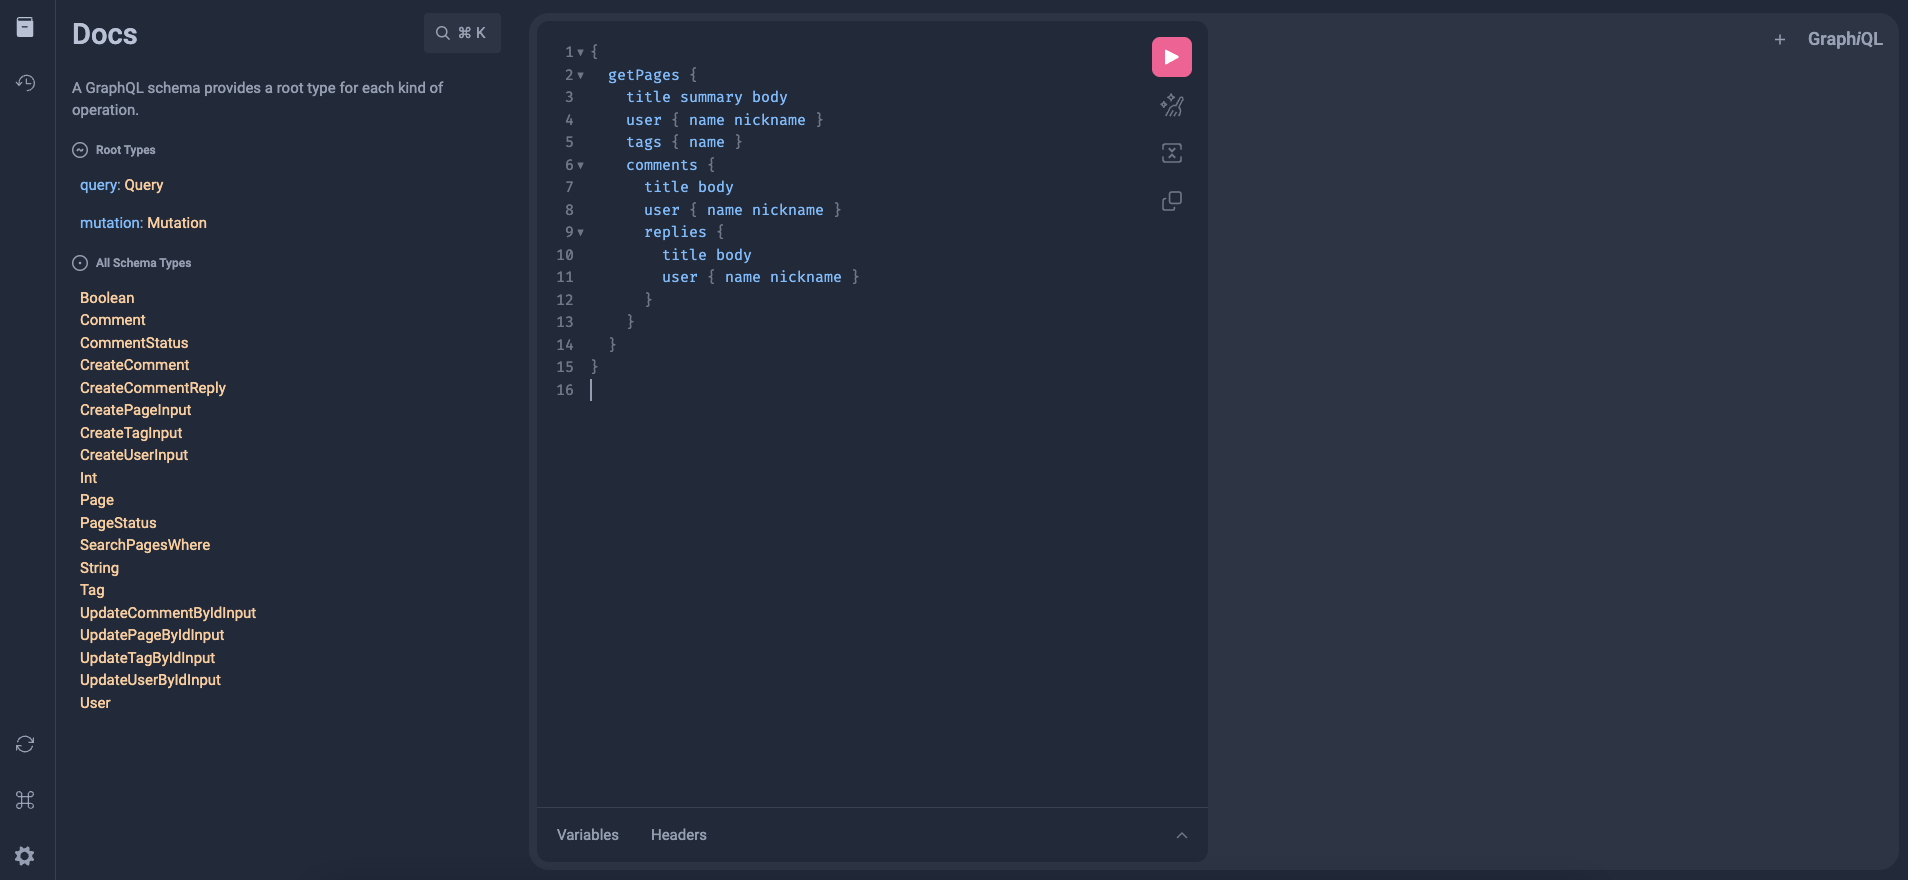 Docs
⌘ K
A GraphQL schema provides a root type for each kind of
operation.
Root Types
query: Query
mutation: Mutation
All Schema Types
Boolean
Comment
CommentStatus
CreateComment
CreateCommentReply
CreatePageInput
CreateTagInput
CreateUserInput
Int
Page
PageStatus
SearchPagesWhere
String
Tag
UpdateCommentByIdInput
UpdatePageByIdInput
UpdateTagByIdInput
UpdateUserByIdInput
User
1 {
2   getPages {
3     title summary body
4     user { name nickname }
5     tags { name }
6     comments {
7       title body
8       user { name nickname }
9       replies {
10         title body
11         user { name nickname }
12       }
13     }
14   }
15 }
16
Variables Headers
+ GraphiQL